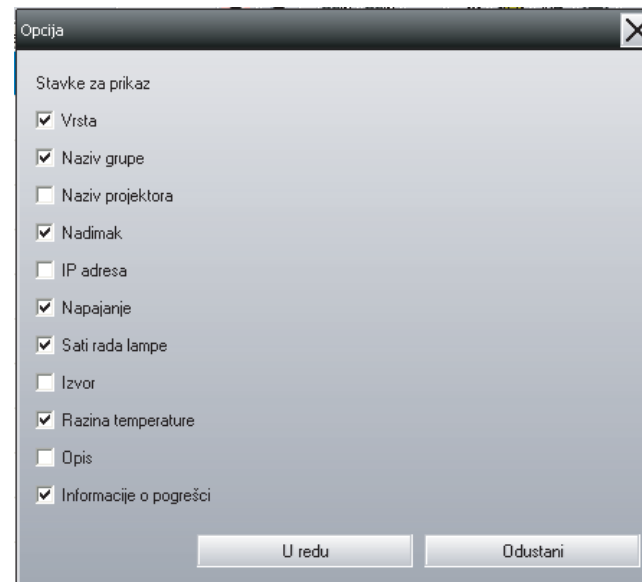 Opcija
Stavke za prikaz
Vrsta
Naziv grupe
Naziv projektora
Nadimak
IP adresa
Napajanje
Sati rada lampe
Izvor
Razina temperature
Opis
Informacije o pogrešci
U redu
Odustani